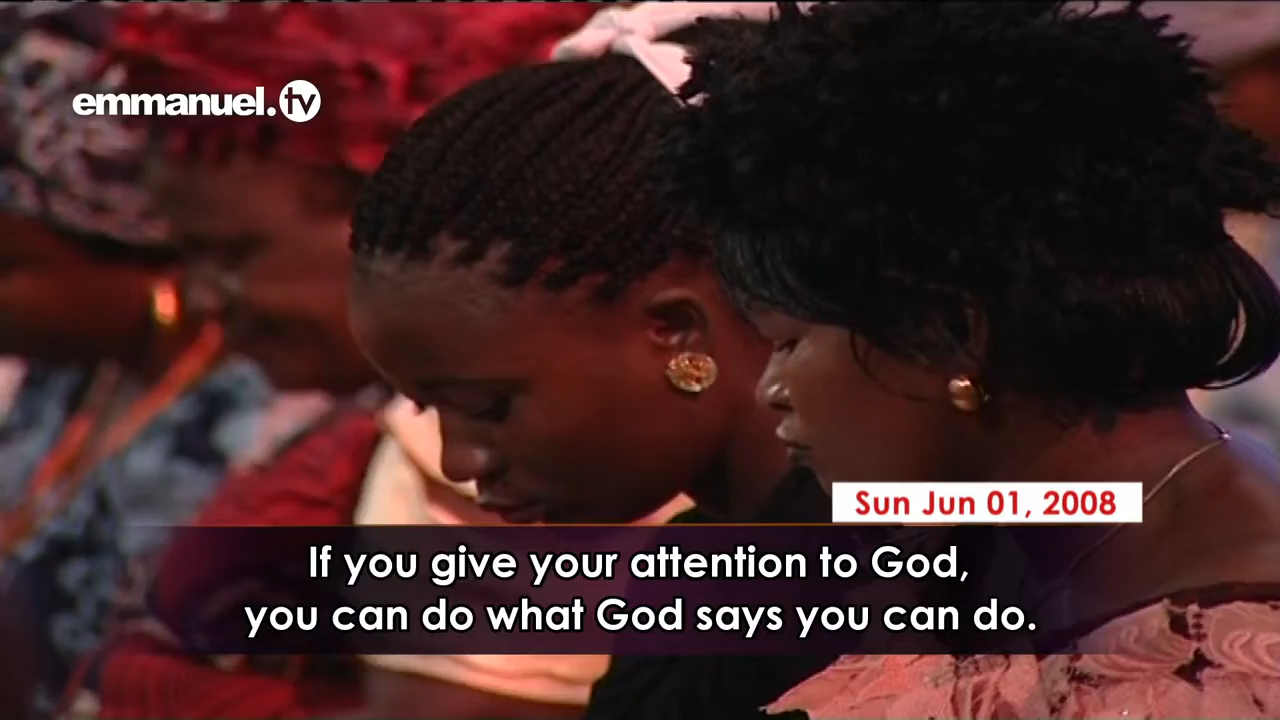 emmanuel.tv
Sun Jun 01, 2008
If you give your attention to God,
you can do what God says you can do.